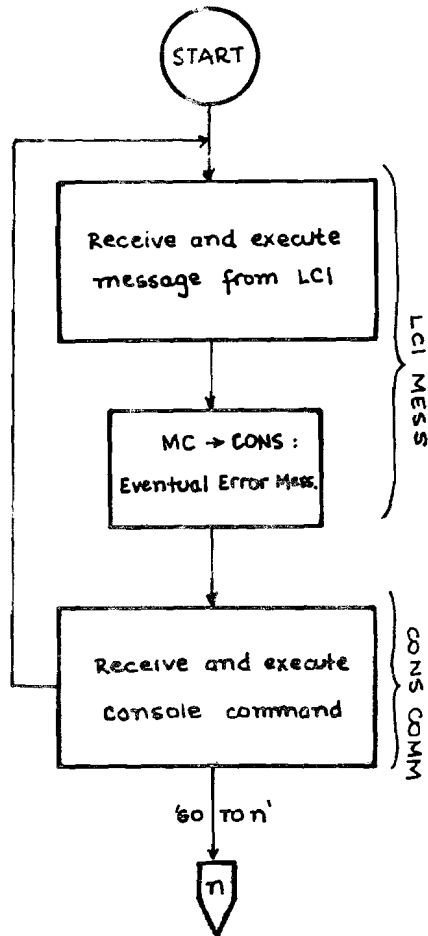 START
Receive and execute
message from LCI
LCI MESS
MC → CONS :
Eventual Error Mess.
Receive and execute
console command
CONS COMM
'GO TO n'
n